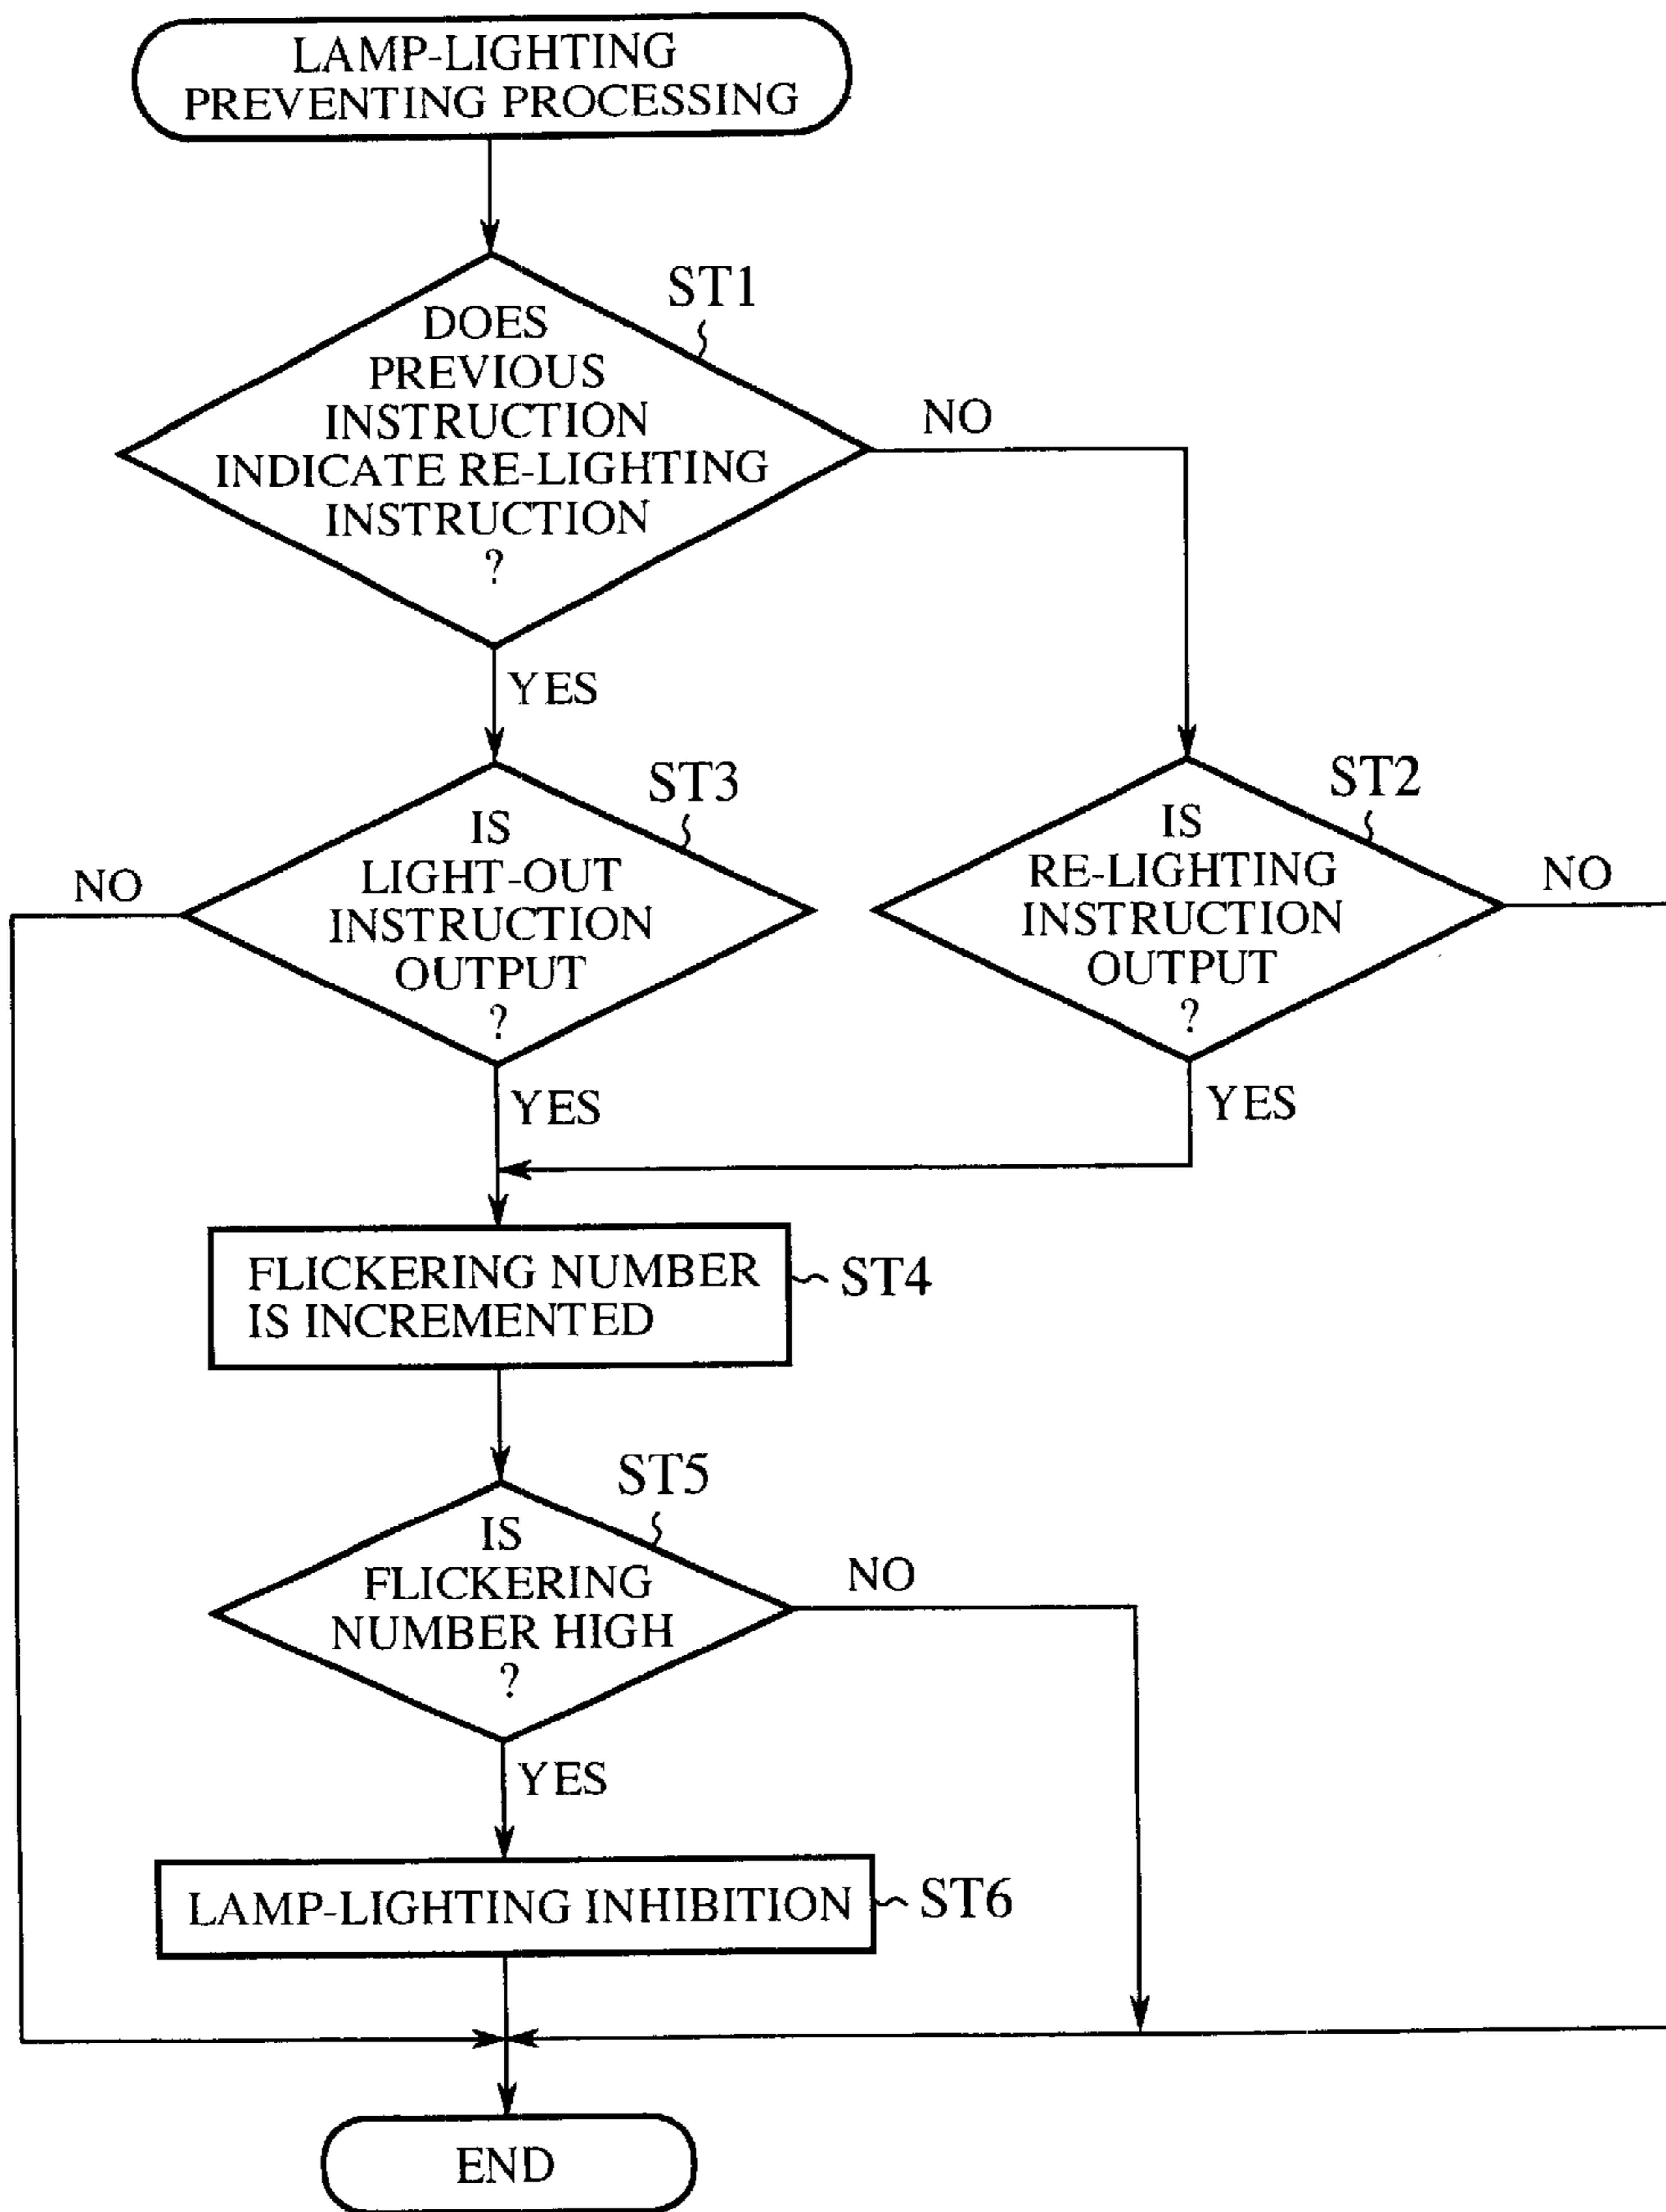 LAMP-LIGHTING
PREVENTING PROCESSING
ST1
DOES
PREVIOUS
INSTRUCTION
INDICATE RE-LIGHTING
INSTRUCTION
?
NO
YES
ST3
IS
LIGHT-OUT
INSTRUCTION
OUTPUT
?
NO
YES
ST2
IS
RE-LIGHTING
INSTRUCTION
OUTPUT
?
NO
YES
FLICKERING NUMBER
IS INCREMENTED
ST4
ST5
IS
FLICKERING
NUMBER HIGH
?
NO
YES
LAMP-LIGHTING INHIBITION
ST6
END